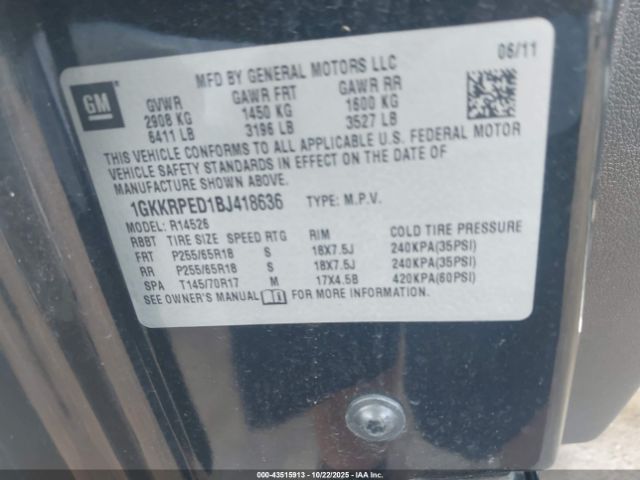 MFD BY GENERAL MOTORS LLC
06/11
GM
GVWR GAWR FRT GAWR RR
2908 KG 1450 KG 1600 KG
6411 LB 3196 LB 3527 LB
THIS VEHICLE CONFORMS TO ALL APPLICABLE U.S. FEDERAL MOTOR
VEHICLE SAFETY STANDARDS IN EFFECT ON THE DATE OF
MANUFACTURE SHOWN ABOVE.
1GKKRPED1BJ418636 TYPE: M.P.V.
MODEL: R14526
RBBT TIRE SIZE SPEED RTG RIM COLD TIRE PRESSURE
FRT P255/65R18 S 18X7.5J 240KPA(35PSI)
RR P255/65R18 S 18X7.5J 240KPA(35PSI)
SPA T145/70R17 M 17X4.5B 420KPA(60PSI)
SEE OWNER'S MANUAL FOR MORE INFORMATION.
000-43515913 - 10/22/2025 - IAAI.COM